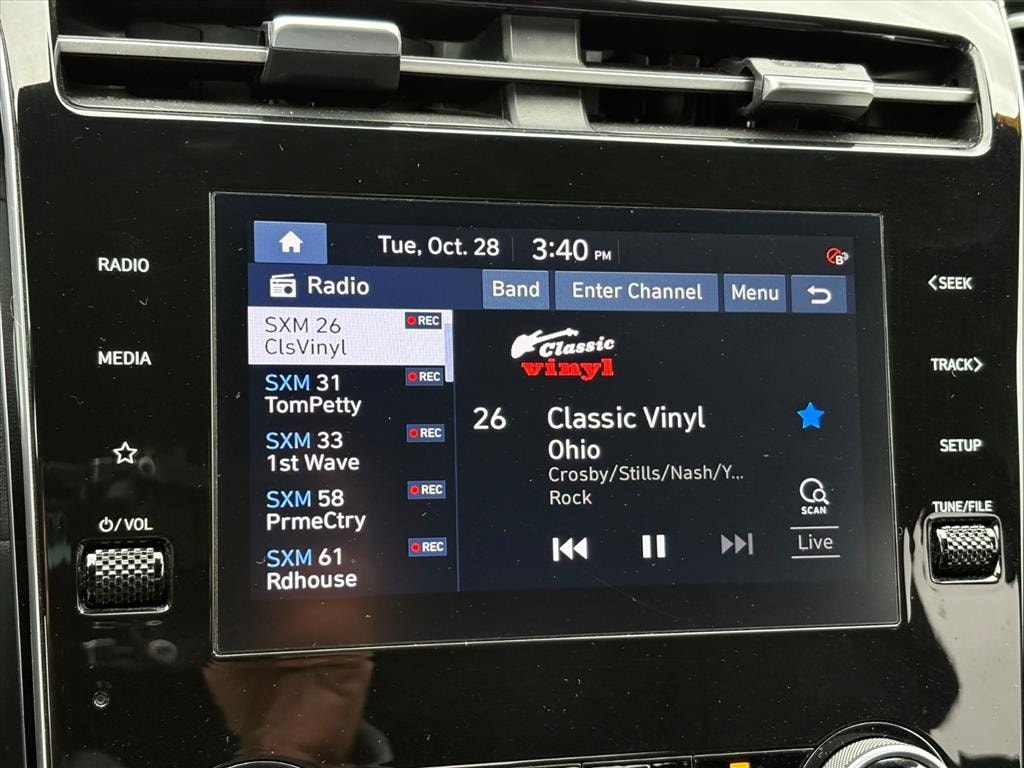 Tue, Oct. 28 3:40 PM
B
Radio Band Enter Channel Menu
SXM 26 REC
ClsVinyl
SXM 31 REC
TomPetty
SXM 33 REC
1st Wave
SXM 58 REC
PrmeCtry
SXM 61 REC
Rdhouse
Classic
vinyl
26 Classic Vinyl
Ohio
Crosby/Stills/Nash/Y...
Rock
SCAN
Live
RADIO
MEDIA
/VOL
<SEEK
TRACK>
SETUP
TUNE/FILE